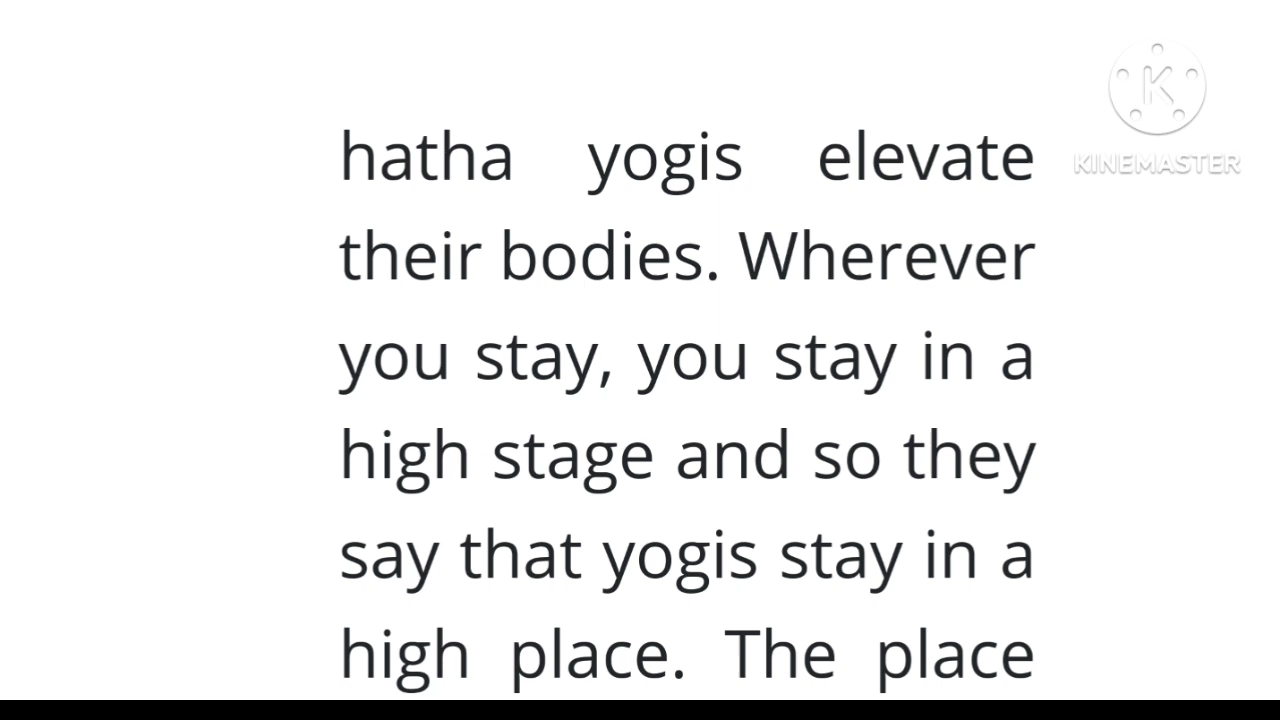 KINEMASTER
hatha yogis elevate
their bodies. Wherever
you stay, you stay in a
high stage and so they
say that yogis stay in a
high place. The place